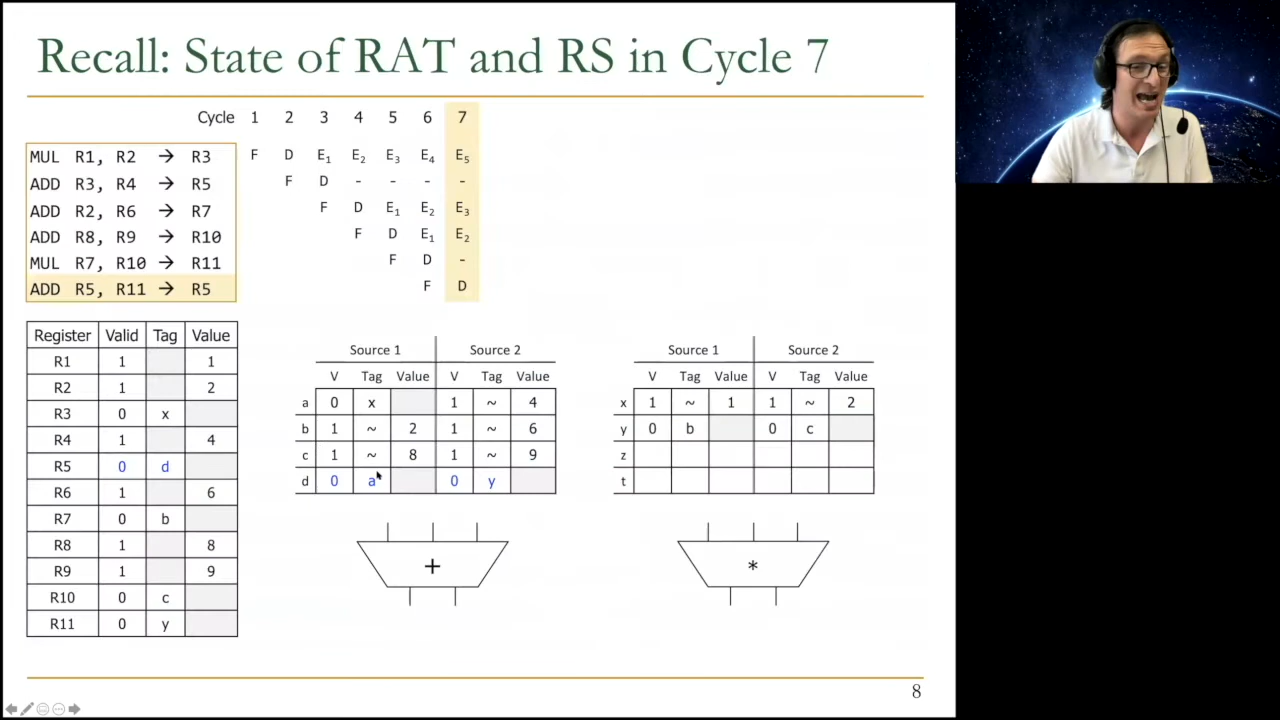 Recall: State of RAT and RS in Cycle 7
Cycle 1 2 3 4 5 6 7
MUL R1, R2 → R3 F D E₁ E₂ E₃ E₄ E₅
ADD R3, R4 → R5 F D - - - -
ADD R2, R6 → R7 F D E₁ E₂ E₃
ADD R8, R9 → R10 F D E₁ E₂
MUL R7, R10 → R11 F D -
ADD R5, R11 → R5 F D
Register Valid Tag Value
R1 1 1
R2 1 2
R3 0 x
R4 1 4
R5 0 d
R6 1 6
R7 0 b
R8 1 8
R9 1 9
R10 0 c
R11 0 y
Source 1 Source 2
V Tag Value V Tag Value
a 0 x 1 ~ 4
b 1 ~ 2 1 ~ 6
c 1 ~ 8 1 ~ 9
d 0 a 0 y
+
Source 1 Source 2
V Tag Value V Tag Value
x 1 ~ 1 1 ~ 2
y 0 b 0 c
z
t
*
8